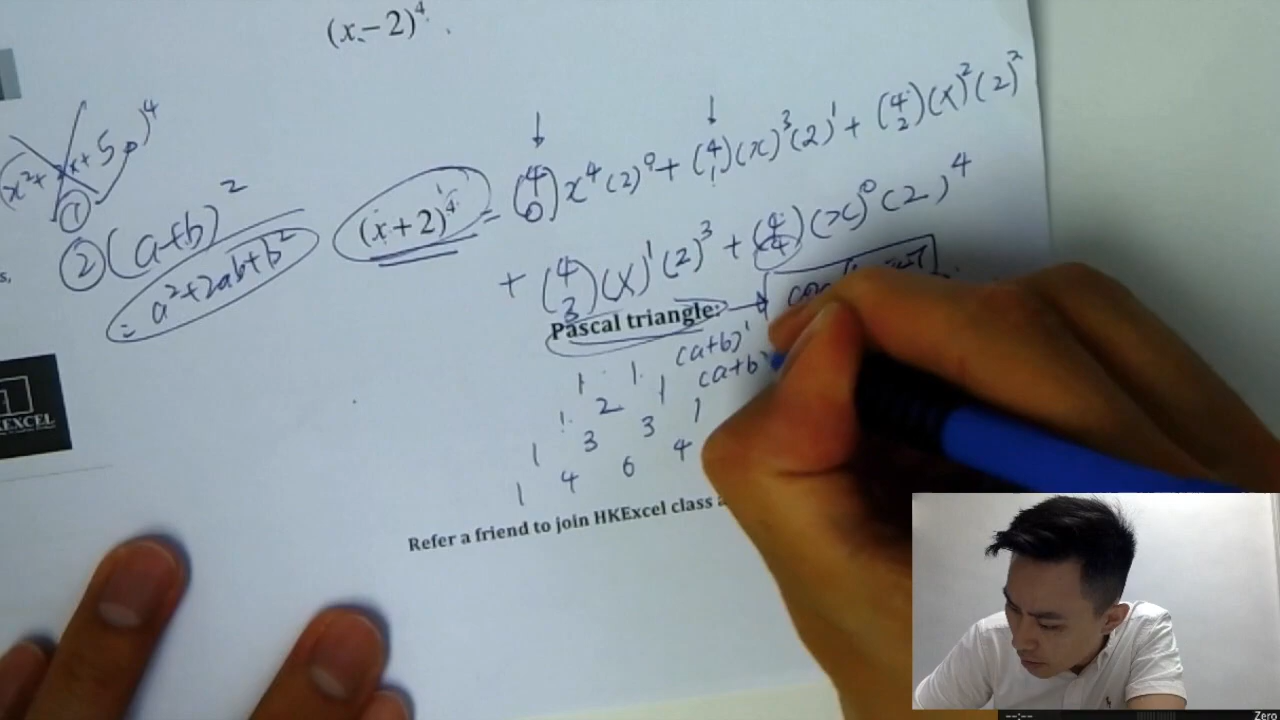 (x-2)⁴.
(x²+ x+5 )⁴
①
②(a+b)²
= a²+2ab+b²
(x+2)⁴ = (4 0) x⁴(2)⁰ + (4 1)(x)³(2)¹ + (4 2)(x)²(2)²
+ (4 3)(x)¹(2)³ + (4 4)(x)⁰(2)⁴
Pascal triangle: →
1 1 (a+b)¹
1 2 1 (a+b)
1 3 3 1
1 4 6 4
s,
EXCEL
Refer a friend to join HKExcel class
--:--
Zero